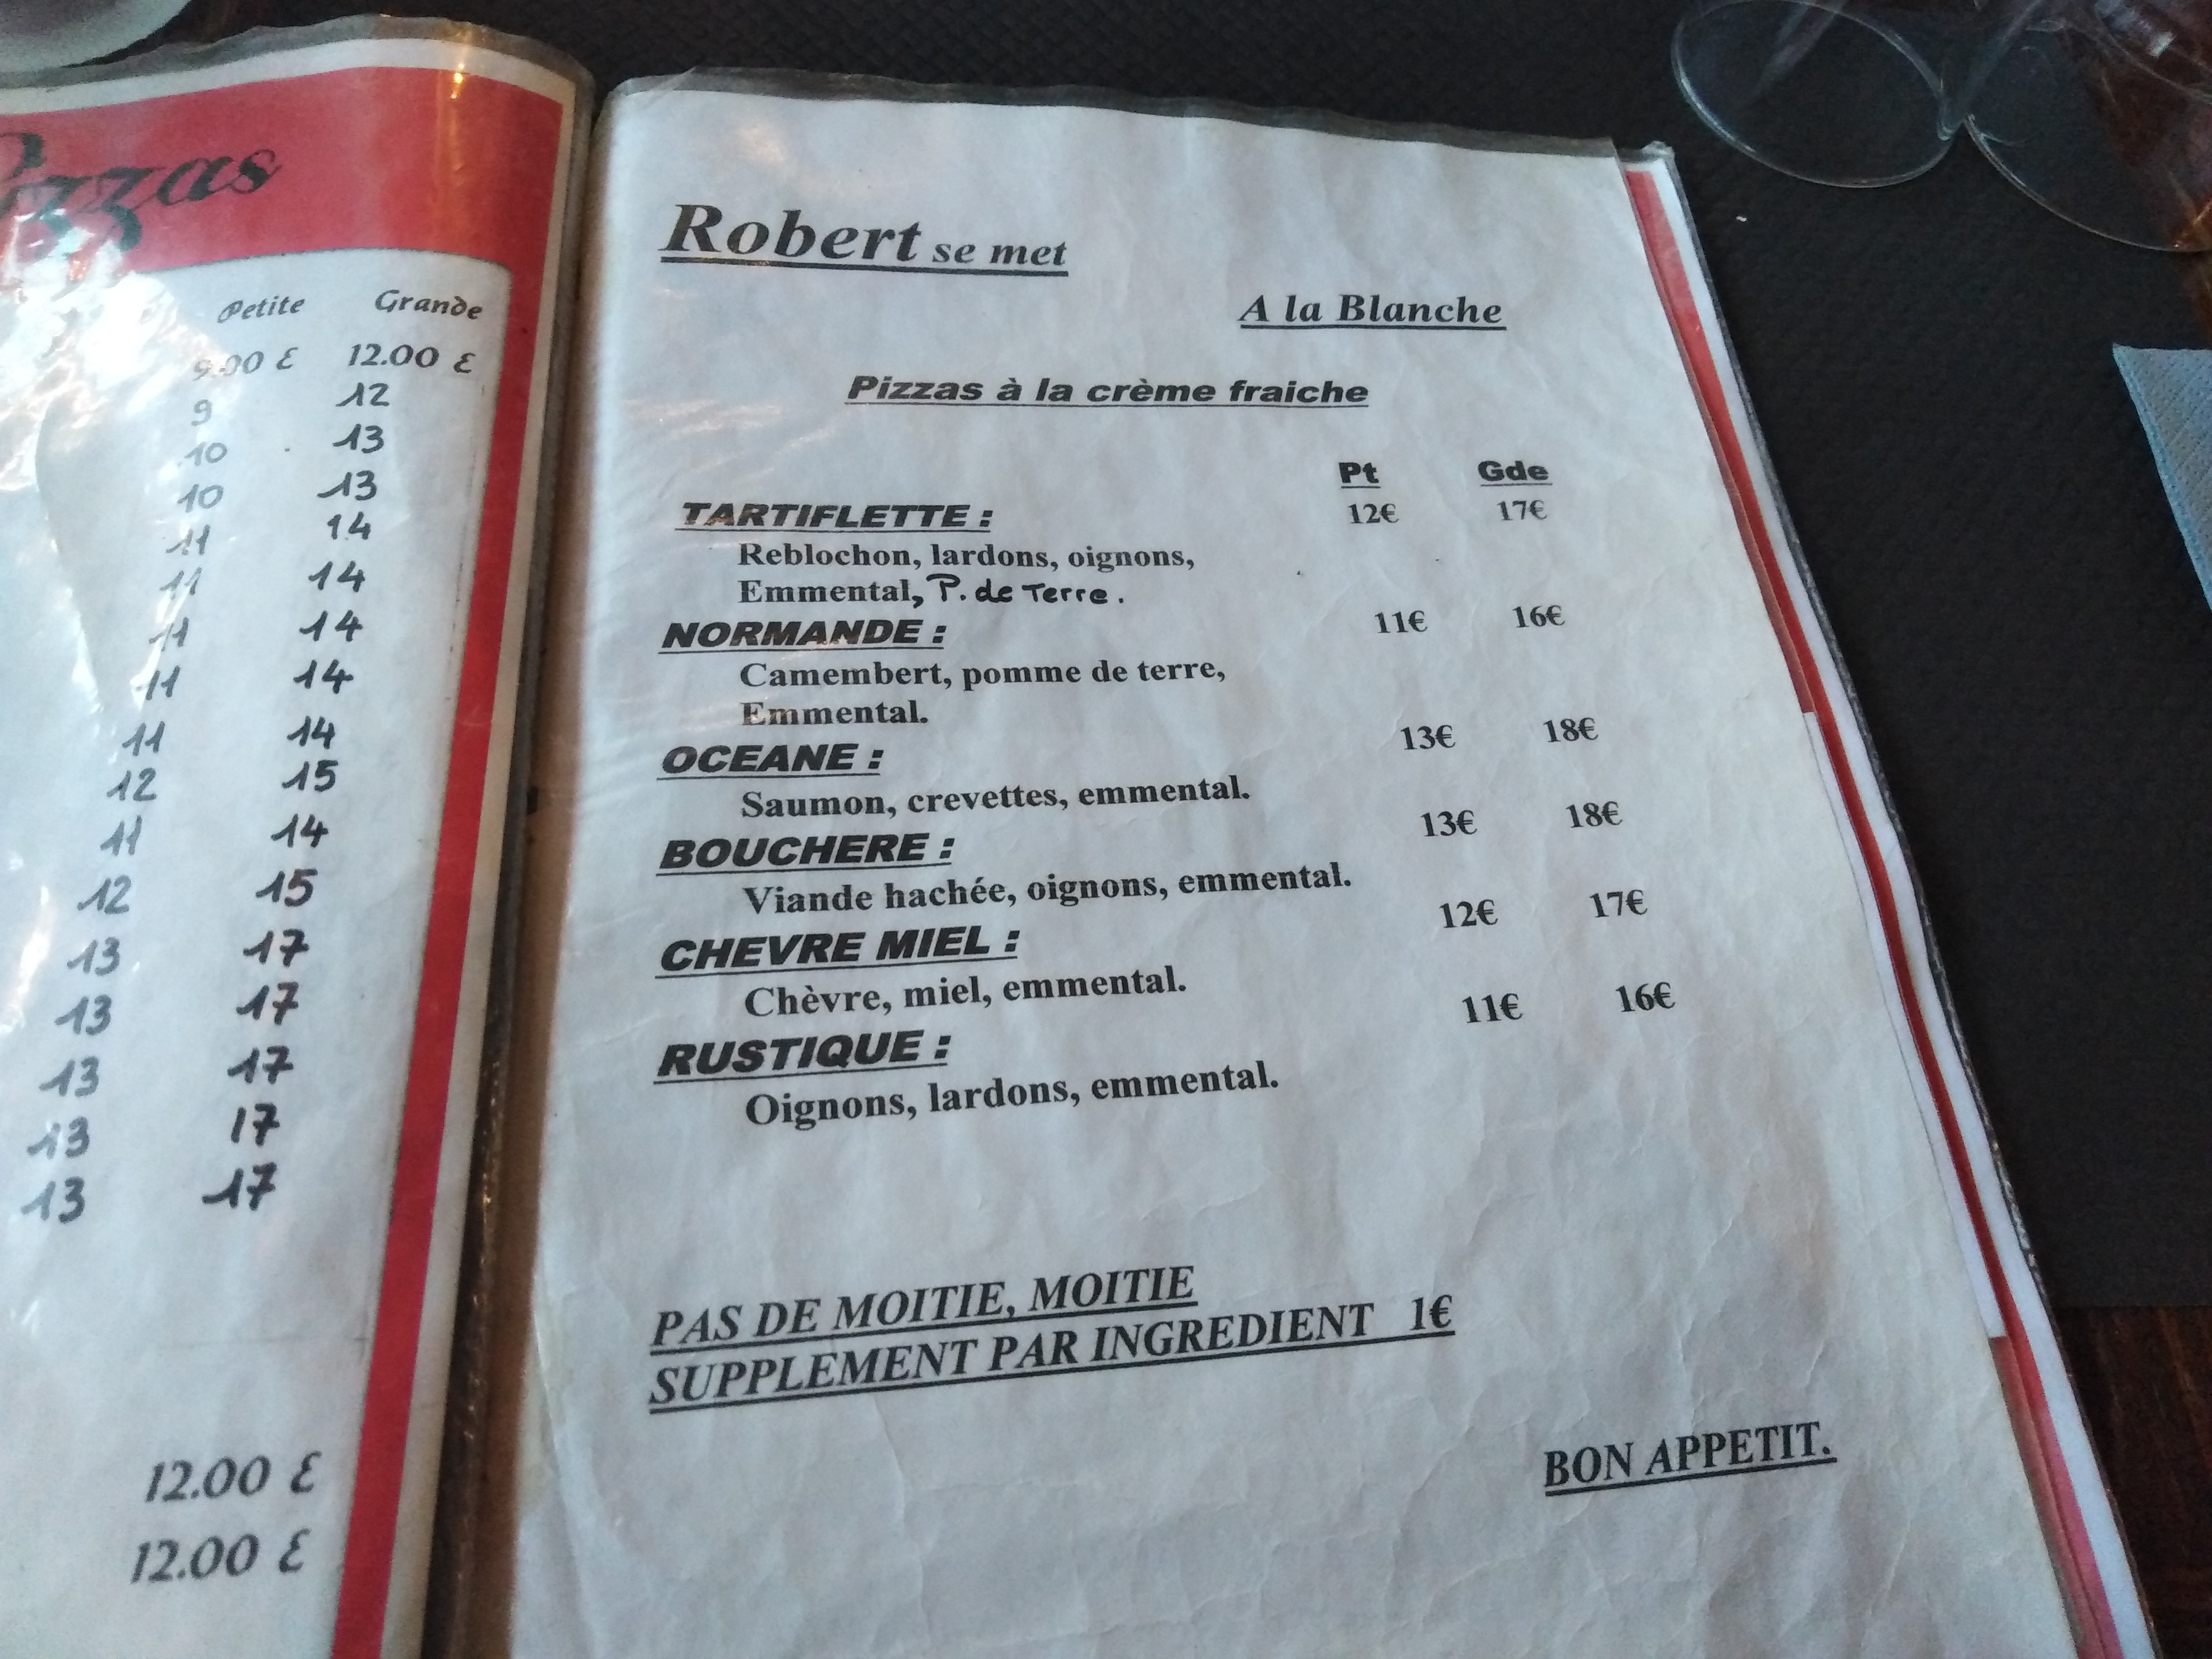 Pizzas
Petite Grande
9.00 € 12.00 €
9 12
10 13
10 13
11 14
11 14
11 14
11 14
11 14
12 15
11 14
12 15
13 17
13 17
13 17
13 17
13 17
12.00 €
12.00 €
Robert se met
A la Blanche
Pizzas à la crème fraiche
Pt Gde
TARTIFLETTE : 12€ 17€
Reblochon, lardons, oignons,
Emmental, P. de Terre.
NORMANDE : 11€ 16€
Camembert, pomme de terre,
Emmental.
OCEANE : 13€ 18€
Saumon, crevettes, emmental.
BOUCHERE : 13€ 18€
Viande hachée, oignons, emmental.
CHEVRE MIEL : 12€ 17€
Chèvre, miel, emmental.
RUSTIQUE : 11€ 16€
Oignons, lardons, emmental.
PAS DE MOITIE, MOITIE
SUPPLEMENT PAR INGREDIENT 1€
BON APPETIT.